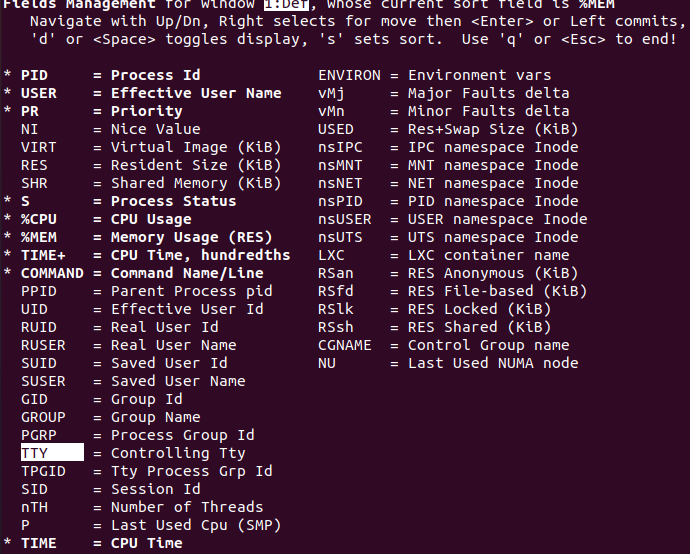 Fields Management for window 1:Def, whose current sort field is %MEM
Navigate with Up/Dn, Right selects for move then <Enter> or Left commits,
'd' or <Space> toggles display, 's' sets sort. Use 'q' or <Esc> to end!
* PID = Process Id ENVIRON = Environment vars
* USER = Effective User Name vMj = Major Faults delta
* PR = Priority vMn = Minor Faults delta
NI = Nice Value USED = Res+Swap Size (KiB)
VIRT = Virtual Image (KiB) nsIPC = IPC namespace Inode
RES = Resident Size (KiB) nsMNT = MNT namespace Inode
SHR = Shared Memory (KiB) nsNET = NET namespace Inode
* S = Process Status nsPID = PID namespace Inode
* %CPU = CPU Usage nsUSER = USER namespace Inode
* %MEM = Memory Usage (RES) nsUTS = UTS namespace Inode
* TIME+ = CPU Time, hundredths LXC = LXC container name
* COMMAND = Command Name/Line RSan = RES Anonymous (KiB)
PPID = Parent Process pid RSfd = RES File-based (KiB)
UID = Effective User Id RSlk = RES Locked (KiB)
RUID = Real User Id RSsh = RES Shared (KiB)
RUSER = Real User Name CGNAME = Control Group name
SUID = Saved User Id NU = Last Used NUMA node
SUSER = Saved User Name
GID = Group Id
GROUP = Group Name
PGRP = Process Group Id
TTY = Controlling Tty
TPGID = Tty Process Grp Id
SID = Session Id
nTH = Number of Threads
P = Last Used Cpu (SMP)
* TIME = CPU Time